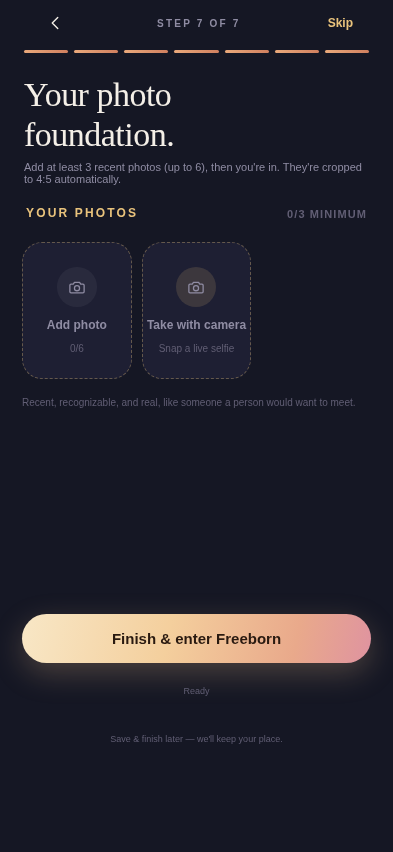 STEP 7 OF 7
Skip
Your photo
foundation.
Add at least 3 recent photos (up to 6), then you're in. They're cropped
to 4:5 automatically.
YOUR PHOTOS
0/3 MINIMUM
Add photo
0/6
Take with camera
Snap a live selfie
Recent, recognizable, and real, like someone a person would want to meet.
Finish & enter Freeborn
Ready
Save & finish later — we'll keep your place.